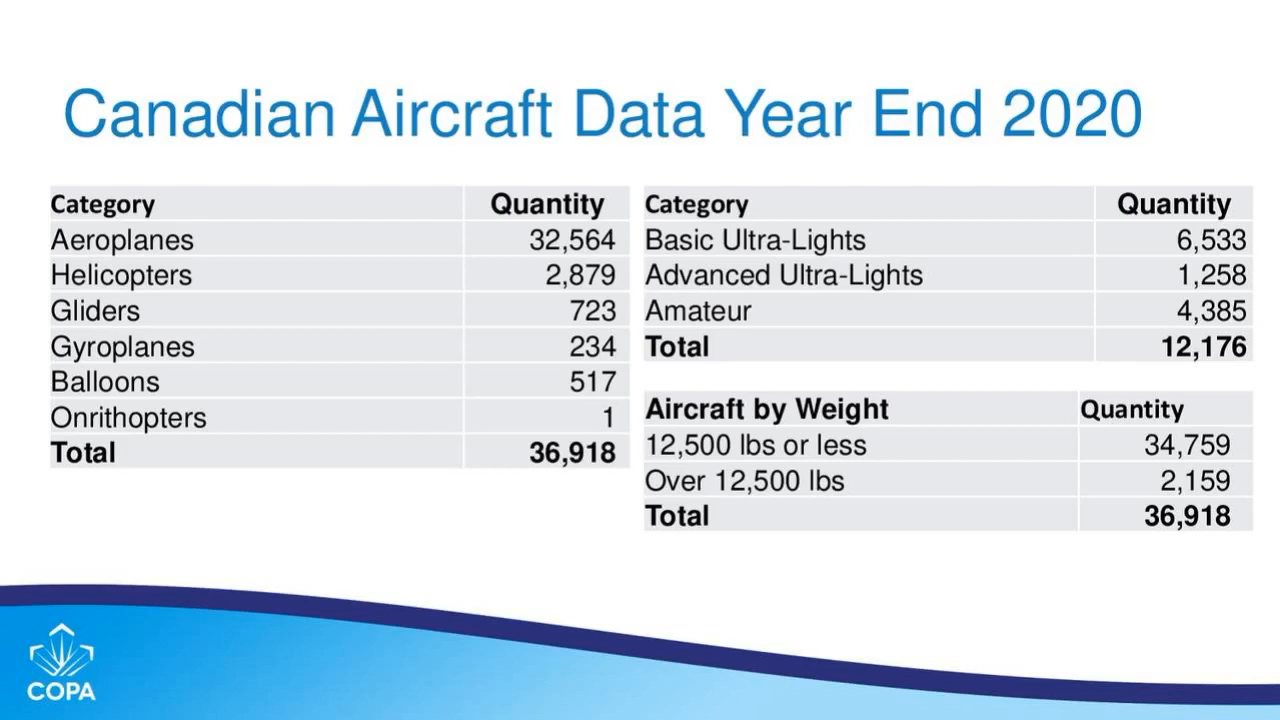 Canadian Aircraft Data Year End 2020
Category Quantity
Aeroplanes 32,564
Helicopters 2,879
Gliders 723
Gyroplanes 234
Balloons 517
Onrithopters 1
Total 36,918
Category Quantity
Basic Ultra-Lights 6,533
Advanced Ultra-Lights 1,258
Amateur 4,385
Total 12,176
Aircraft by Weight Quantity
12,500 lbs or less 34,759
Over 12,500 lbs 2,159
Total 36,918
COPA